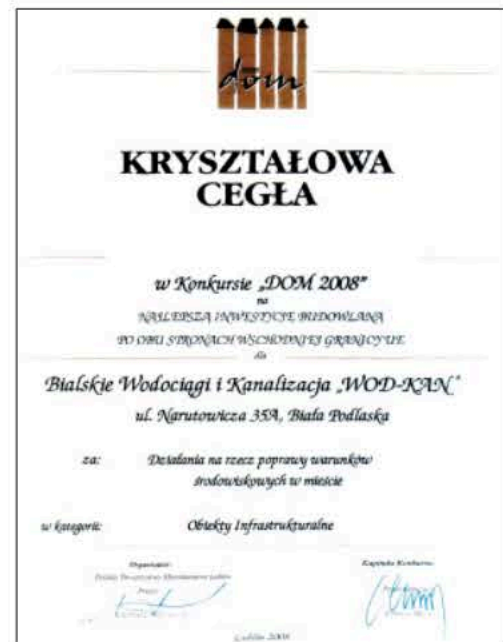 dom
KRYSZTAŁOWA
CEGŁA
w Konkursie „DOM 2008”
na
NAJLEPSZĄ INWESTYCJĘ BUDOWLANĄ
PO OBU STRONACH WSCHODNIEJ GRANICY UE
dla
Bialskie Wodociągi i Kanalizacja „WOD-KAN”
ul. Narutowicza 35A, Biała Podlaska
za: Działania na rzecz poprawy warunków
środowiskowych w mieście
w kategorii: Obiekty Infrastrukturalne
Organizator: Kapituła Konkursu:
Lublin 2008